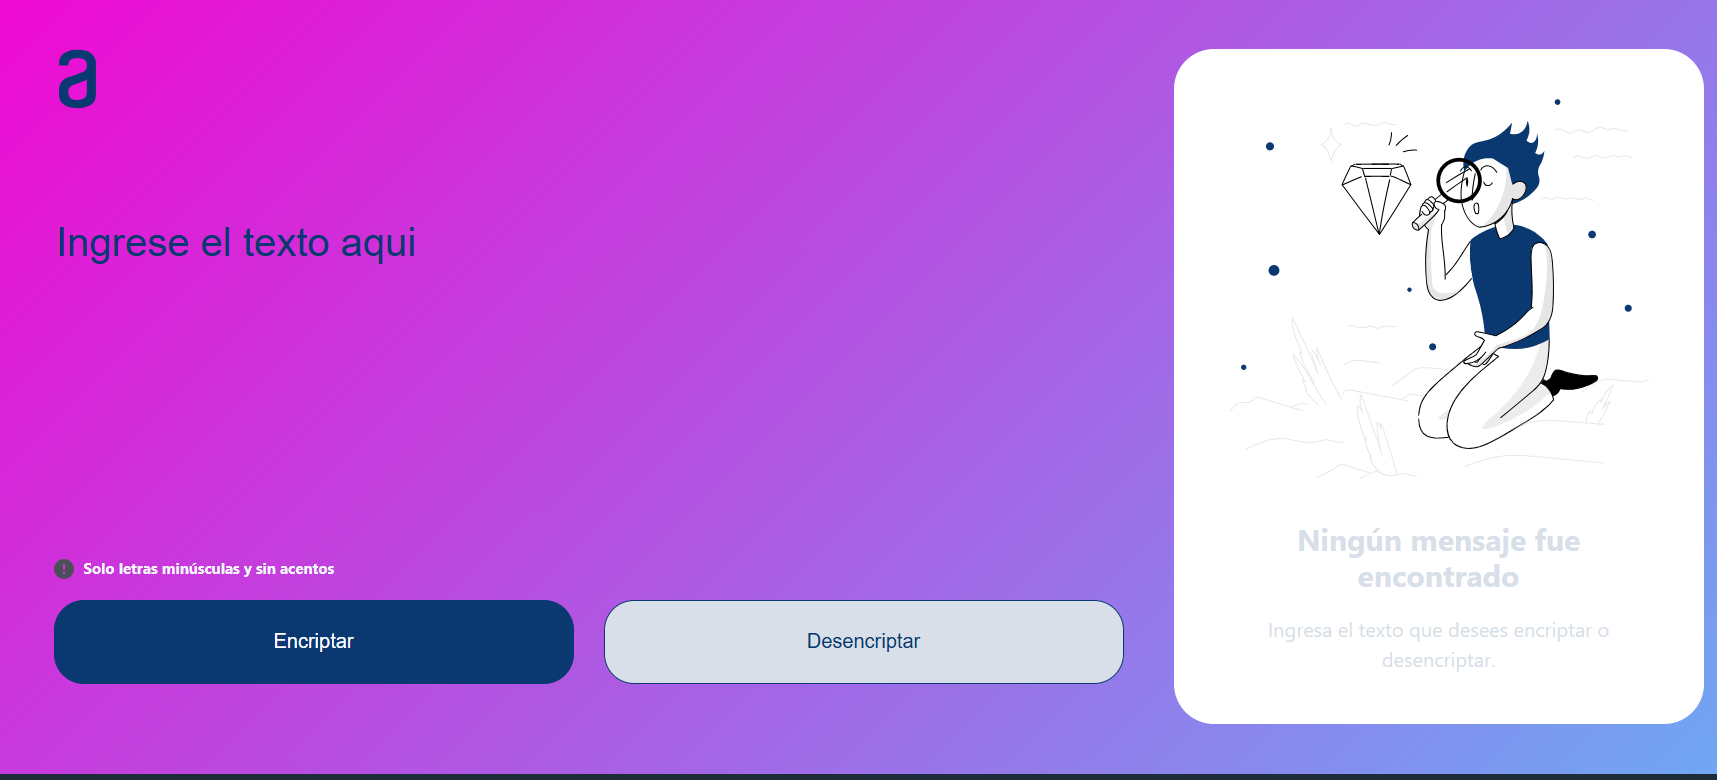 a
Ingrese el texto aqui
Solo letras minúsculas y sin acentos
Encriptar
Desencriptar
Ningún mensaje fue
encontrado
Ingresa el texto que desees encriptar o
desencriptar.